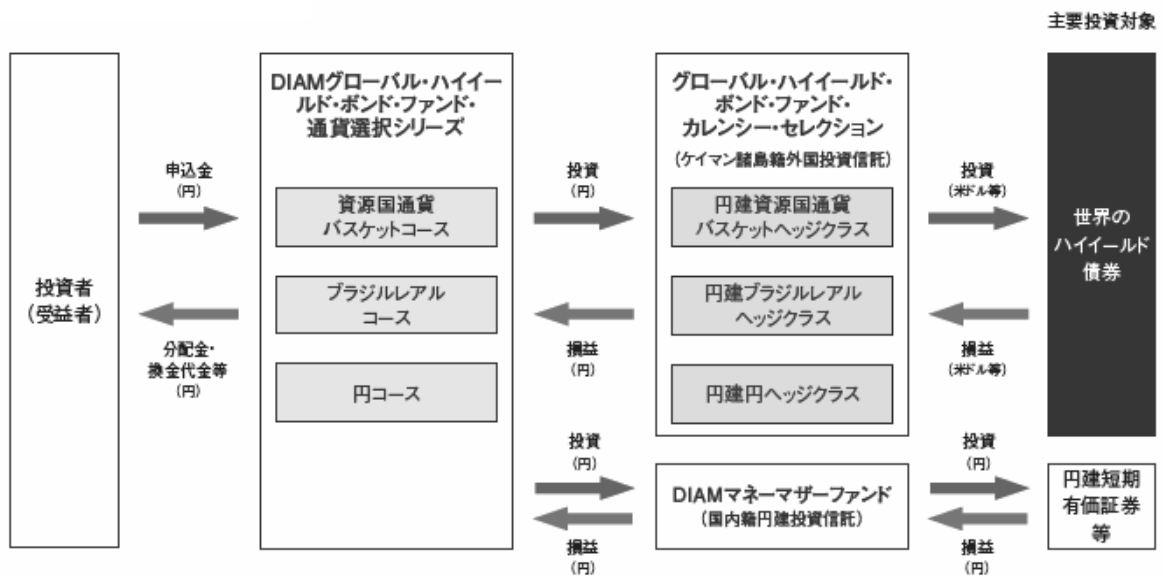 主要投資対象
投資者
(受益者)
申込金
(円)
分配金・
換金代金等
(円)
DIAMグローバル・ハイイー
ルド・ボンド・ファンド・
通貨選択シリーズ
資源国通貨
バスケットコース
ブラジルレアル
コース
円コース
投資
(円)
損益
(円)
投資
(円)
損益
(円)
グローバル・ハイイールド・
ボンド・ファンド・
カレンシー・セレクション
(ケイマン諸島籍外国投資信託)
円建資源国通貨
バスケットヘッジクラス
円建ブラジルレアル
ヘッジクラス
円建円ヘッジクラス
DIAMマネーマザーファンド
(国内籍円建投資信託)
投資
(米ドル等)
損益
(米ドル等)
投資
(円)
損益
(円)
世界の
ハイイールド
債券
円建短期
有価証券
等